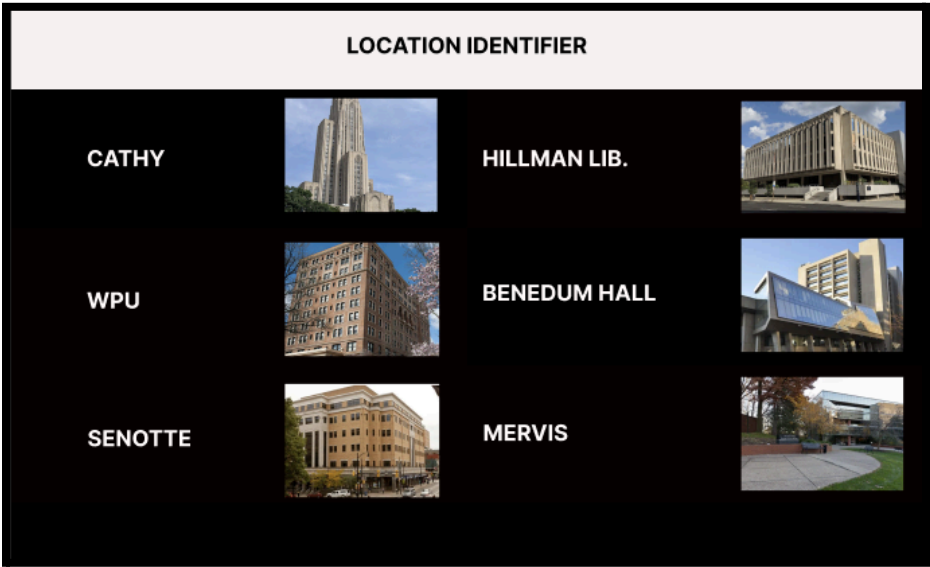 LOCATION IDENTIFIER
CATHY
HILLMAN LIB.
WPU
BENEDUM HALL
SENOTTE
MERVIS